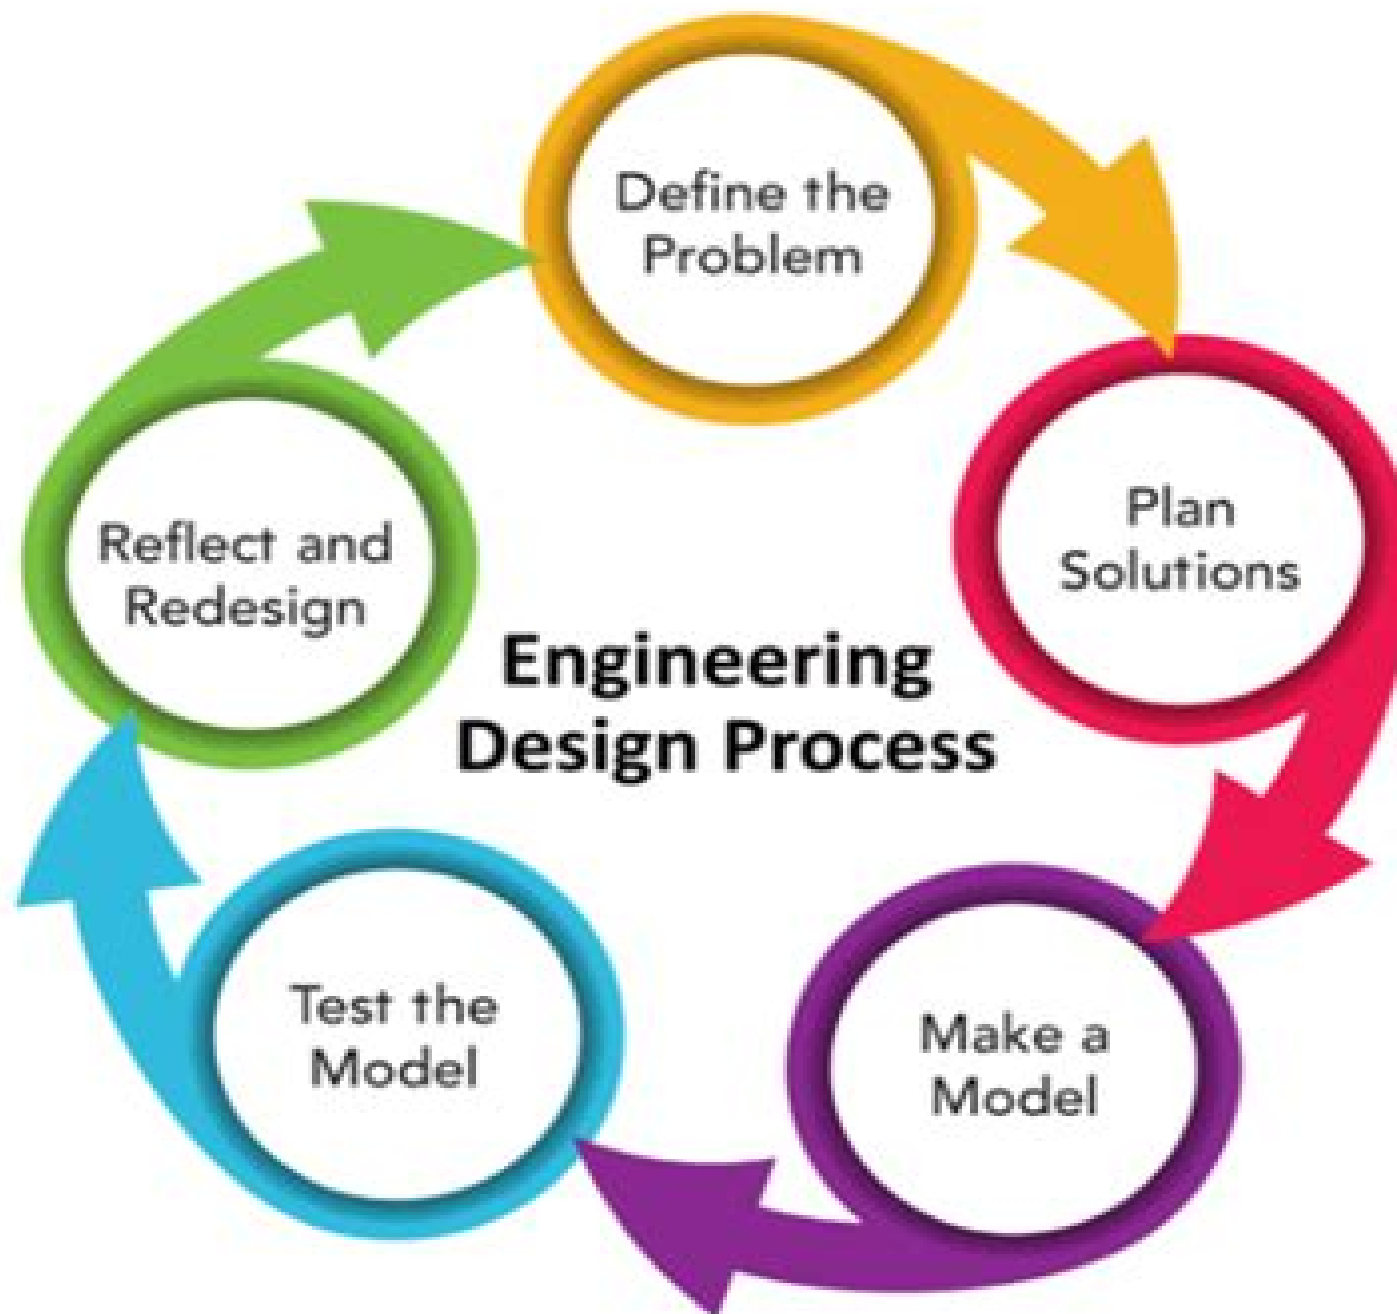 Define the
Problem
Plan
Solutions
Make a
Model
Test the
Model
Reflect and
Redesign
Engineering
Design Process